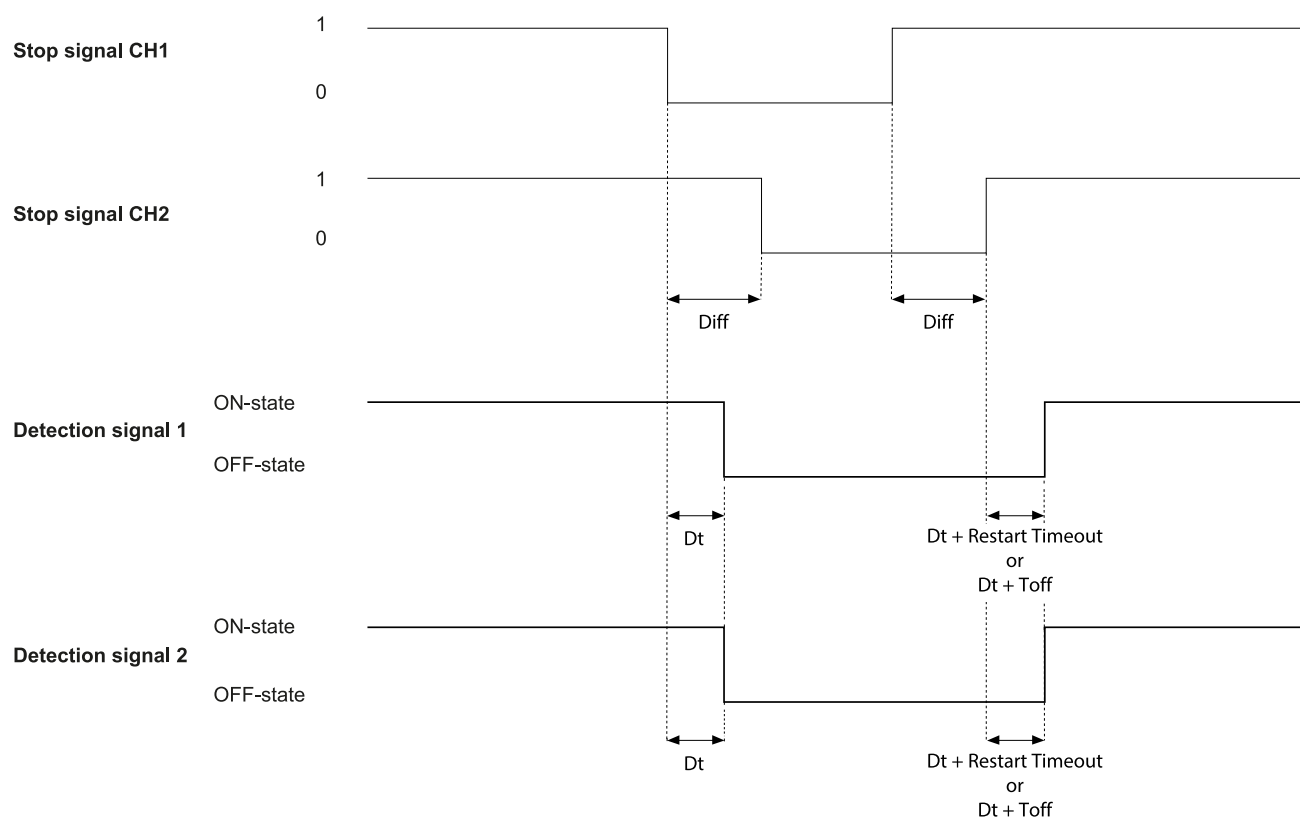 1
Stop signal CH1
0
1
Stop signal CH2
0
Diff
Diff
ON-state
Detection signal 1
OFF-state
Dt
Dt + Restart Timeout
or
Dt + Toff
ON-state
Detection signal 2
OFF-state
Dt
Dt + Restart Timeout
or
Dt + Toff